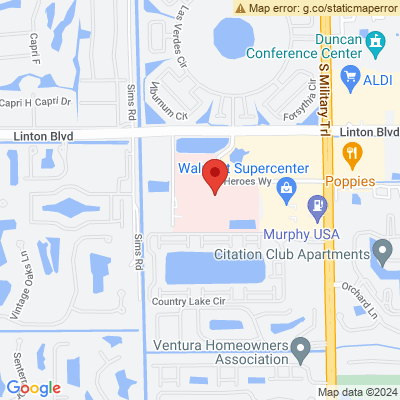 Map error: g.co/staticmaperror
Capri F
Las Verdes Cir
Duncan
Conference Center
S Military Trl
ALDI
Capri H
Capri Dr
Sims Rd
Viburnum Cir
Forsythia Cir
Linton Blvd
Linton Blvd
Walmart Supercenter
Poppies
Heroes Wy
Murphy USA
Sims Rd
Citation Club Apartments
Vintage Oaks Ln
Orchard Ln
Country Lake Cir
Ventura Homeowners
Association
Google
Map data ©2024